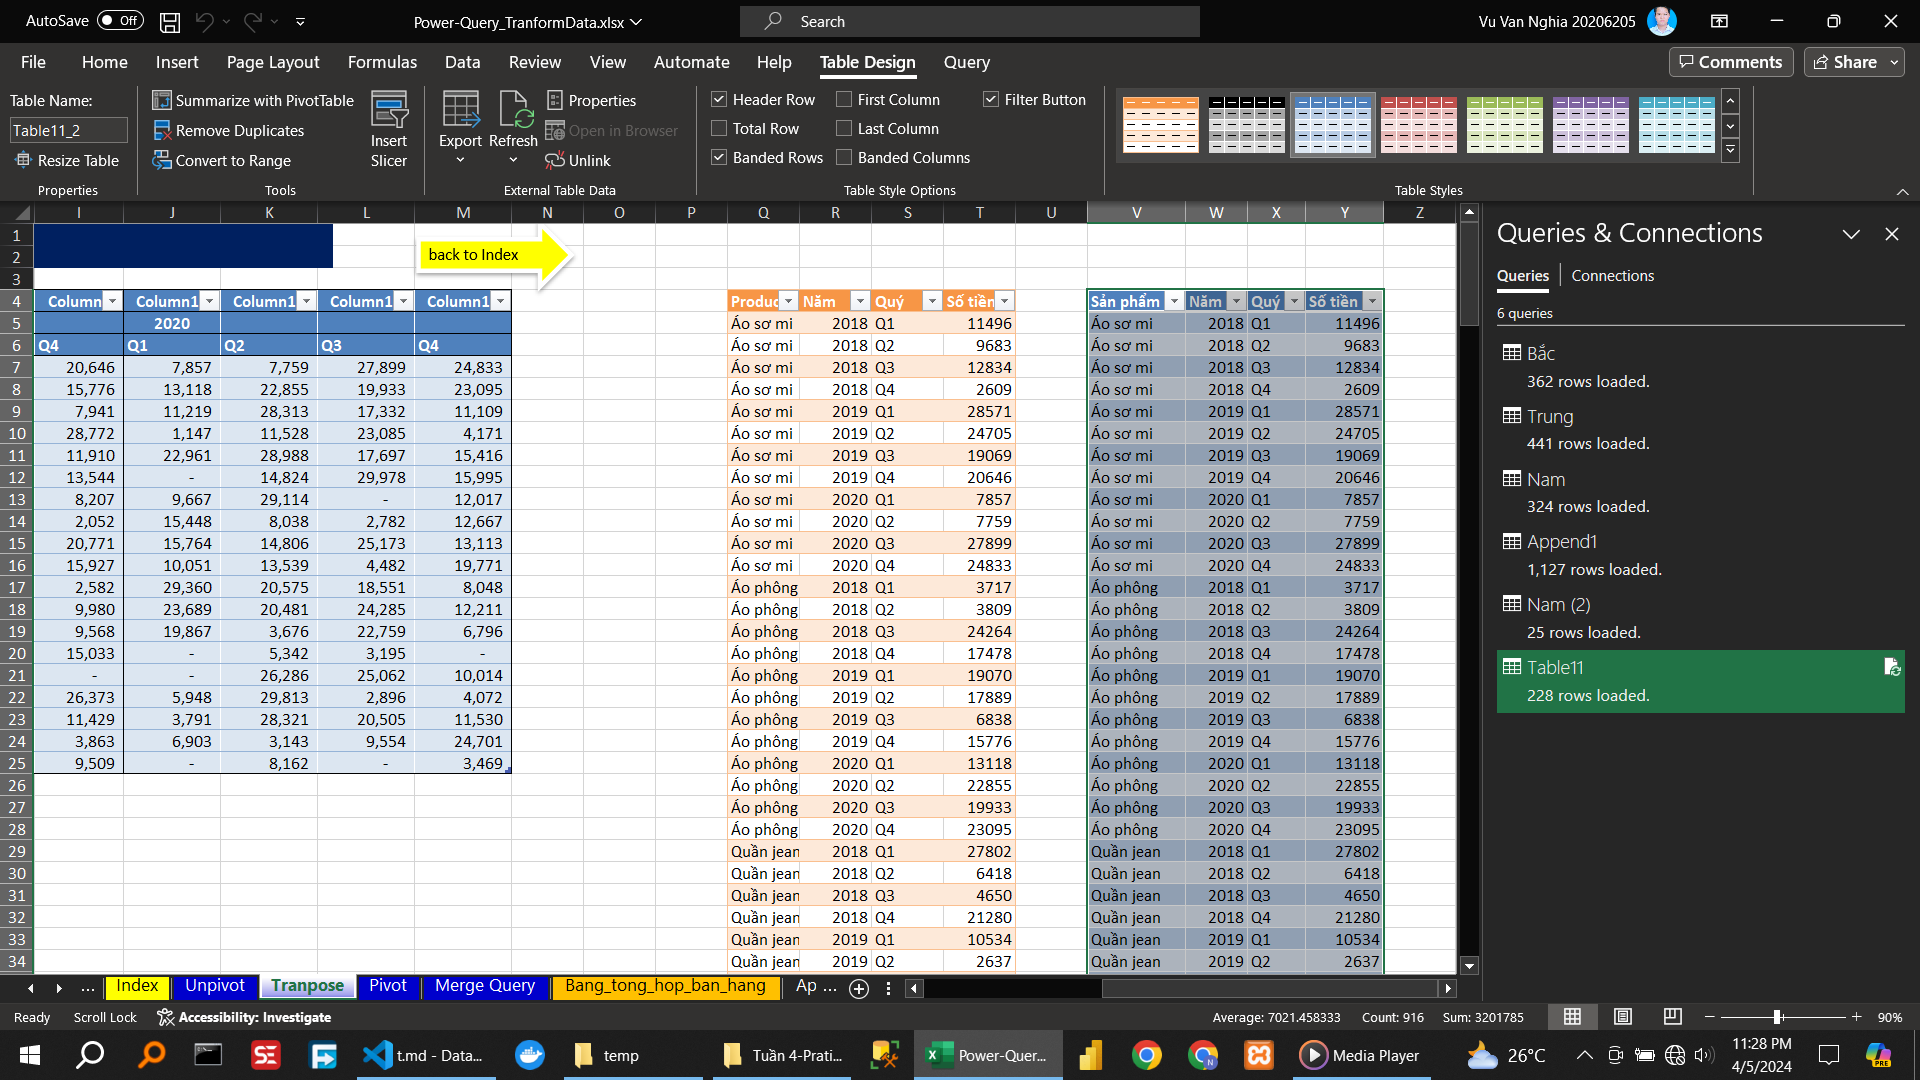 AutoSave Off Power-Query_TranformData.xlsx Search Vu Van Nghia 20206205
File Home Insert Page Layout Formulas Data Review View Automate Help Table Design Query Comments Share
Table Name:
Table11_2
Resize Table
Properties
Summarize with PivotTable
Remove Duplicates
Convert to Range
Insert Slicer
Tools
Export Refresh
Properties
Open in Browser
Unlink
External Table Data
Header Row First Column Filter Button
Total Row Last Column
Banded Rows Banded Columns
Table Style Options
Table Styles
I J K L M N O P Q R S T U V W X Y Z
1
2 back to Index
3
4 Column Column1 Column1 Column1 Column1 Produc Năm Quý Số tiền Sản phẩm Năm Quý Số tiền
5 2020 Áo sơ mi 2018 Q1 11496 Áo sơ mi 2018 Q1 11496
6 Q4 Q1 Q2 Q3 Q4 Áo sơ mi 2018 Q2 9683 Áo sơ mi 2018 Q2 9683
7 20,646 7,857 7,759 27,899 24,833 Áo sơ mi 2018 Q3 12834 Áo sơ mi 2018 Q3 12834
8 15,776 13,118 22,855 19,933 23,095 Áo sơ mi 2018 Q4 2609 Áo sơ mi 2018 Q4 2609
9 7,941 11,219 28,313 17,332 11,109 Áo sơ mi 2019 Q1 28571 Áo sơ mi 2019 Q1 28571
10 28,772 1,147 11,528 23,085 4,171 Áo sơ mi 2019 Q2 24705 Áo sơ mi 2019 Q2 24705
11 11,910 22,961 28,988 17,697 15,416 Áo sơ mi 2019 Q3 19069 Áo sơ mi 2019 Q3 19069
12 13,544 - 14,824 29,978 15,995 Áo sơ mi 2019 Q4 20646 Áo sơ mi 2019 Q4 20646
13 8,207 9,667 29,114 - 12,017 Áo sơ mi 2020 Q1 7857 Áo sơ mi 2020 Q1 7857
14 2,052 15,448 8,038 2,782 12,667 Áo sơ mi 2020 Q2 7759 Áo sơ mi 2020 Q2 7759
15 20,771 15,764 14,806 25,173 13,113 Áo sơ mi 2020 Q3 27899 Áo sơ mi 2020 Q3 27899
16 15,927 10,051 13,539 4,482 19,771 Áo sơ mi 2020 Q4 24833 Áo sơ mi 2020 Q4 24833
17 2,582 29,360 20,575 18,551 8,048 Áo phông 2018 Q1 3717 Áo phông 2018 Q1 3717
18 9,980 23,689 20,481 24,285 12,211 Áo phông 2018 Q2 3809 Áo phông 2018 Q2 3809
19 9,568 19,867 3,676 22,759 6,796 Áo phông 2018 Q3 24264 Áo phông 2018 Q3 24264
20 15,033 - 5,342 3,195 - Áo phông 2018 Q4 17478 Áo phông 2018 Q4 17478
21 - - 26,286 25,062 10,014 Áo phông 2019 Q1 19070 Áo phông 2019 Q1 19070
22 26,373 5,948 29,813 2,896 4,072 Áo phông 2019 Q2 17889 Áo phông 2019 Q2 17889
23 11,429 3,791 28,321 20,505 11,530 Áo phông 2019 Q3 6838 Áo phông 2019 Q3 6838
24 3,863 6,903 3,143 9,554 24,701 Áo phông 2019 Q4 15776 Áo phông 2019 Q4 15776
25 9,509 - 8,162 - 3,469 Áo phông 2020 Q1 13118 Áo phông 2020 Q1 13118
26 Áo phông 2020 Q2 22855 Áo phông 2020 Q2 22855
27 Áo phông 2020 Q3 19933 Áo phông 2020 Q3 19933
28 Áo phông 2020 Q4 23095 Áo phông 2020 Q4 23095
29 Quần jean 2018 Q1 27802 Quần jean 2018 Q1 27802
30 Quần jean 2018 Q2 6418 Quần jean 2018 Q2 6418
31 Quần jean 2018 Q3 4650 Quần jean 2018 Q3 4650
32 Quần jean 2018 Q4 21280 Quần jean 2018 Q4 21280
33 Quần jean 2019 Q1 10534 Quần jean 2019 Q1 10534
34 Quần jean 2019 Q2 2637 Quần jean 2019 Q2 2637
Queries & Connections
Queries Connections
6 queries
Bắc
362 rows loaded.
Trung
441 rows loaded.
Nam
324 rows loaded.
Append1
1,127 rows loaded.
Nam (2)
25 rows loaded.
Table11
228 rows loaded.
... Index Unpivot Tranpose Pivot Merge Query Bang_tong_hop_ban_hang Ap ...
Ready Scroll Lock Accessibility: Investigate Average: 7021.458333 Count: 916 Sum: 3201785 90%
SE t.md - Data... temp Tuần 4-Prati... Power-Quer... N Media Player 26°C 11:28 PM
4/5/2024 PRE